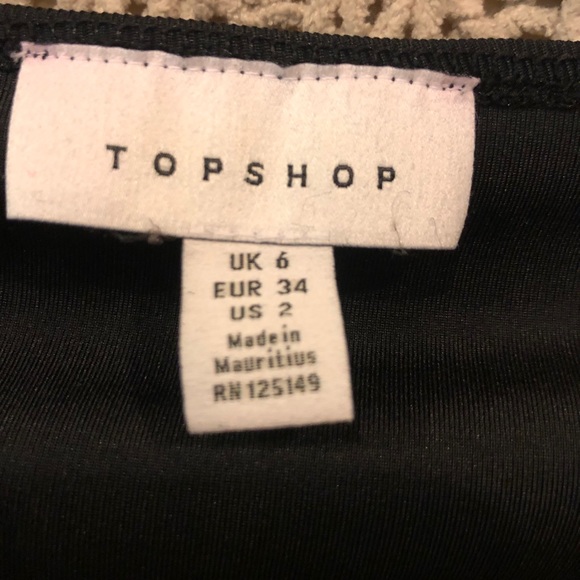 TOPSHOP
UK 6
EUR 34
US 2
Made in
Mauritius
RN 125149